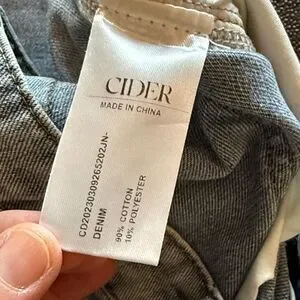 CIDER
MADE IN CHINA
CD20230309265202JN-
DENIM
90% COTTON
10% POLYESTER